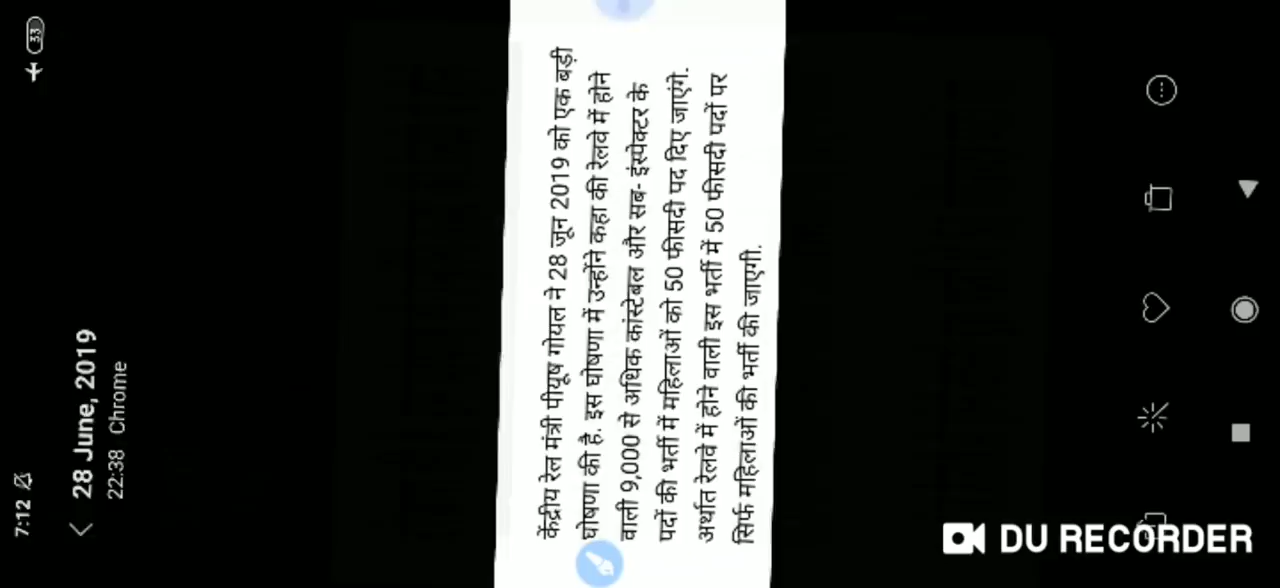 7:12
33
28 June, 2019
22:38 Chrome
केंद्रीय रेल मंत्री पीयूष गोयल ने 28 जून 2019 को एक बड़ी
घोषणा की है. इस घोषणा में उन्होंने कहा की रेलवे में होने
वाली 9,000 से अधिक कांस्टेबल और सब- इंस्पेक्टर के
पदों की भर्ती में महिलाओं को 50 फीसदी पद दिए जाएंगे.
अर्थात रेलवे में होने वाली इस भर्ती में 50 फीसदी पदों पर
सिर्फ महिलाओं की भर्ती की जाएगी.
DU RECORDER